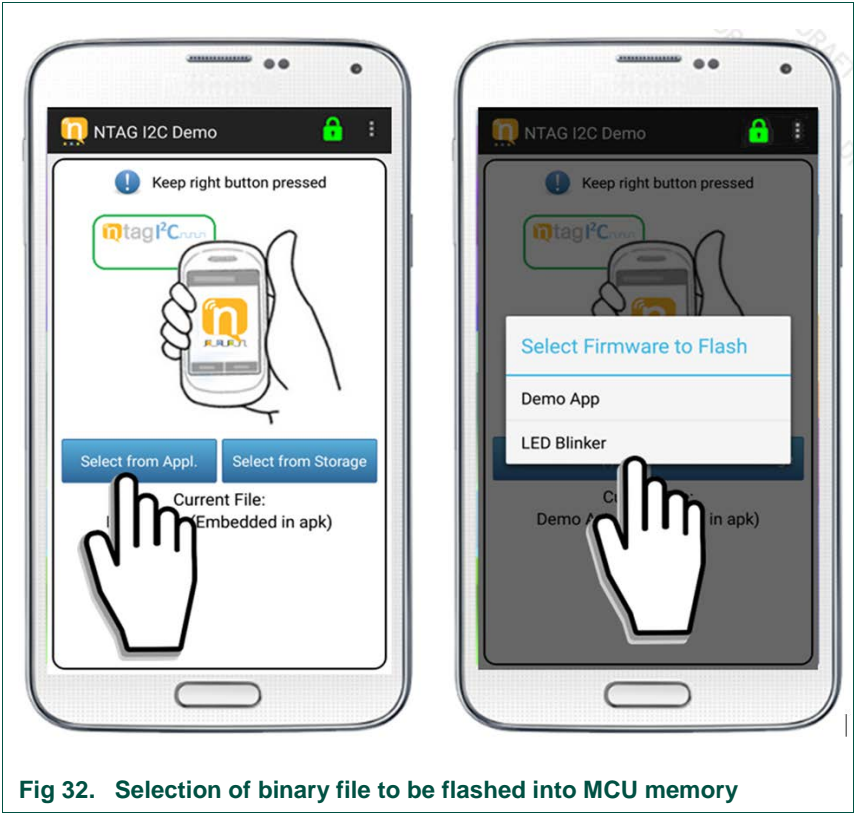 NTAG I2C Demo
Keep right button pressed
ntag I²C
Select from Appl.
Select from Storage
Current File:
(Embedded in apk)
NTAG I2C Demo
Keep right button pressed
ntag I²C
Select Firmware to Flash
Demo App
LED Blinker
Demo in apk)
Fig 32. Selection of binary file to be flashed into MCU memory